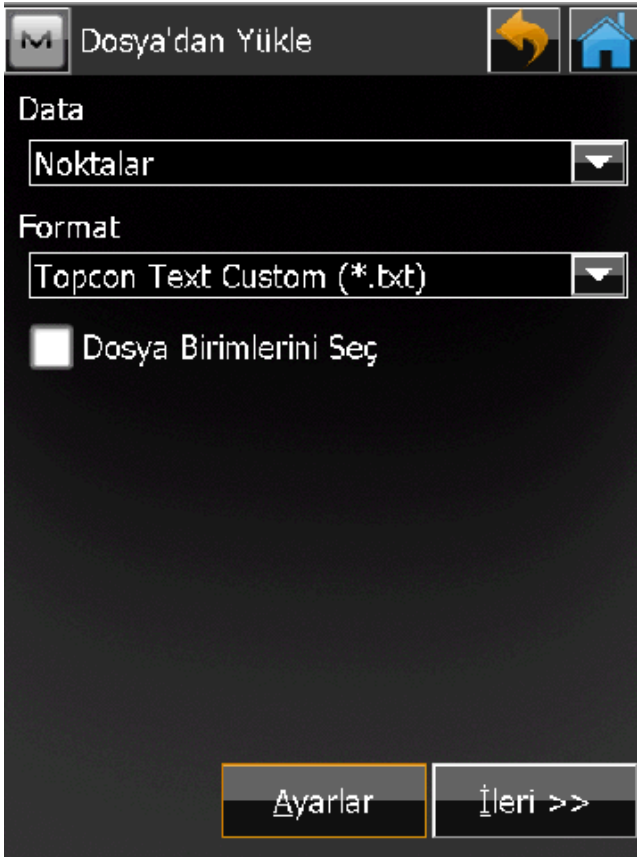 Dosya'dan Yükle
Data
Noktalar
Format
Topcon Text Custom (*.txt)
Dosya Birimlerini Seç
Ayarlar
İleri >>